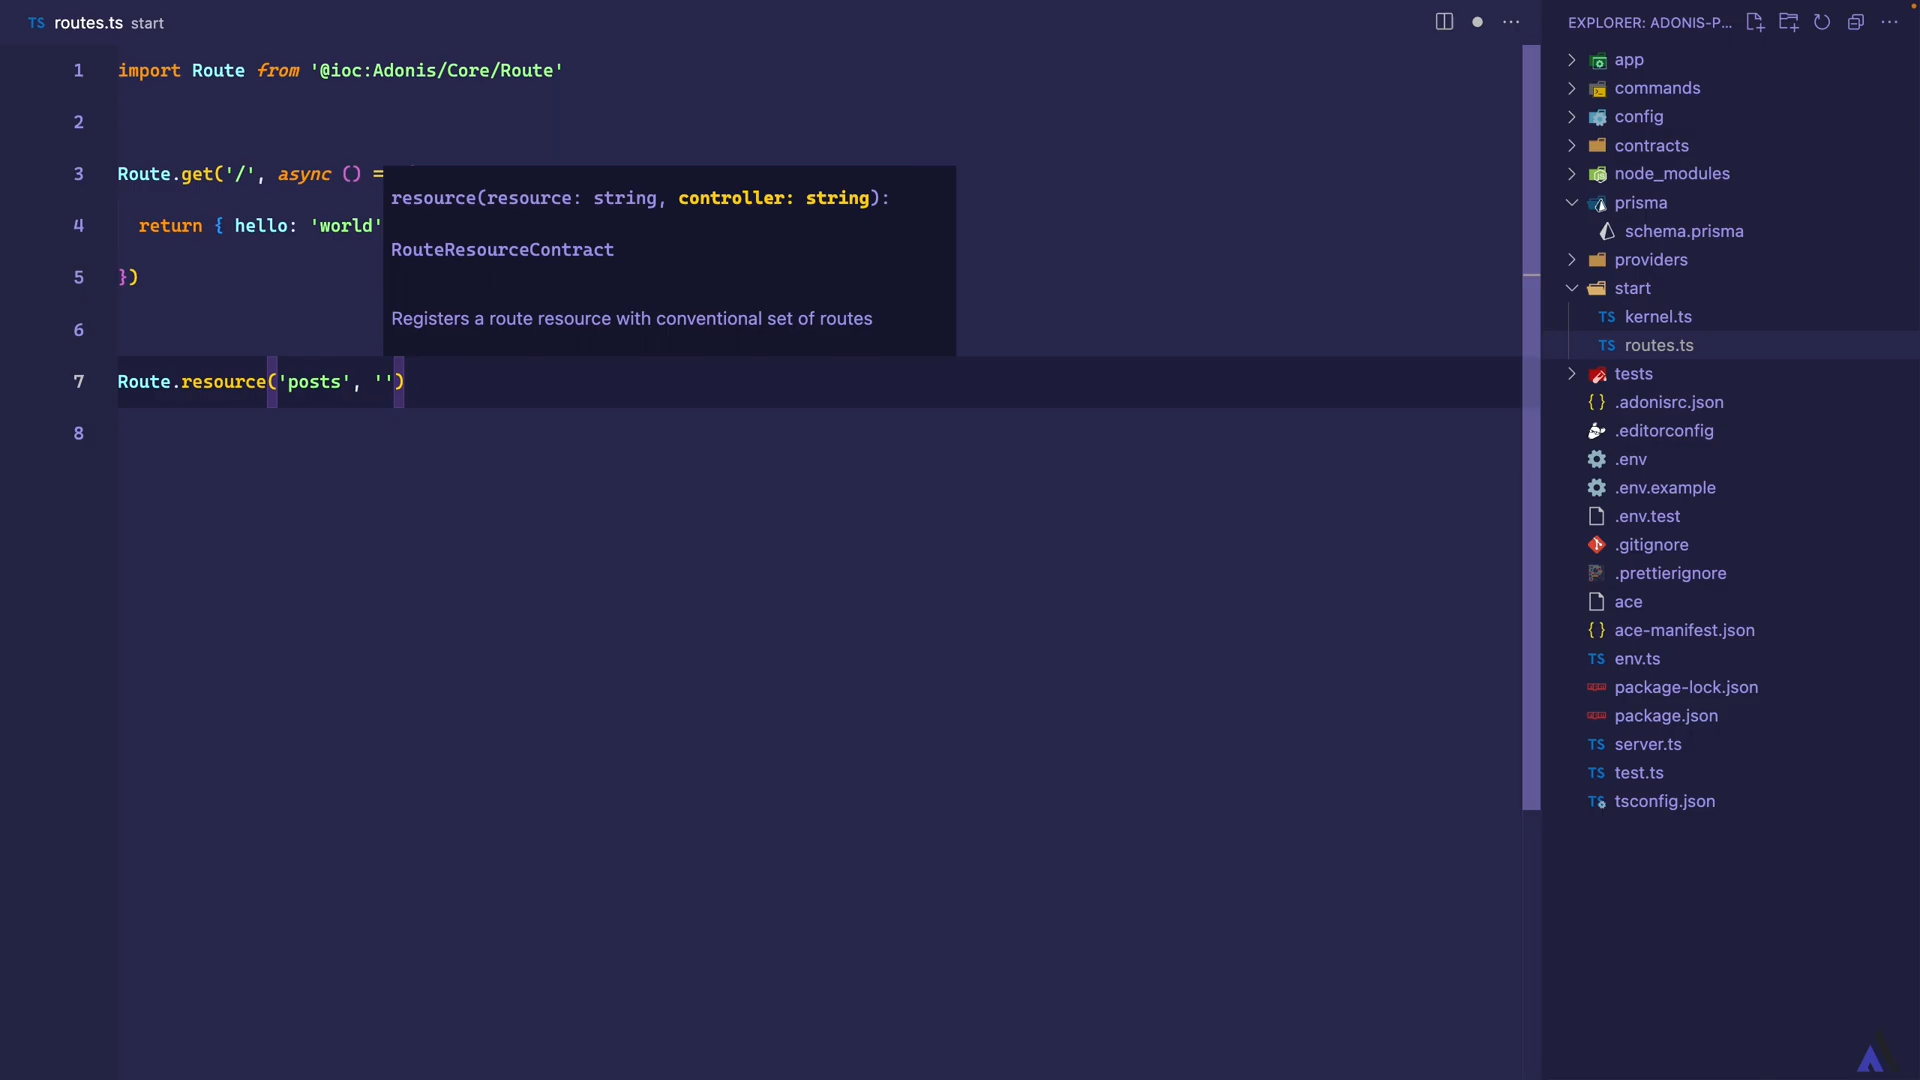 TS routes.ts start
1 import Route from '@ioc:Adonis/Core/Route'
2
3 Route.get('/', async () =
4 return { hello: 'world'
5 })
6
7 Route.resource('posts', '')
8
resource(resource: string, controller: string):
RouteResourceContract
Registers a route resource with conventional set of routes
EXPLORER: ADONIS-P...
app
commands
config
contracts
node_modules
prisma
schema.prisma
providers
start
TS kernel.ts
TS routes.ts
tests
{ } .adonisrc.json
.editorconfig
.env
.env.example
.env.test
.gitignore
.prettierignore
ace
{ } ace-manifest.json
TS env.ts
package-lock.json
package.json
TS server.ts
TS test.ts
TS tsconfig.json